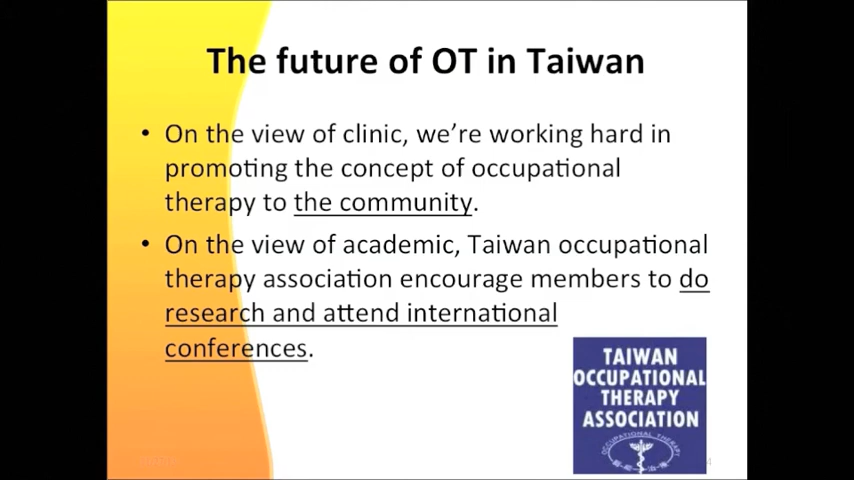 The future of OT in Taiwan
• On the view of clinic, we're working hard in
promoting the concept of occupational
therapy to the community.
• On the view of academic, Taiwan occupational
therapy association encourage members to do
research and attend international
conferences.
TAIWAN
OCCUPATIONAL
THERAPY
ASSOCIATION
OCCUPATIONAL THERAPY